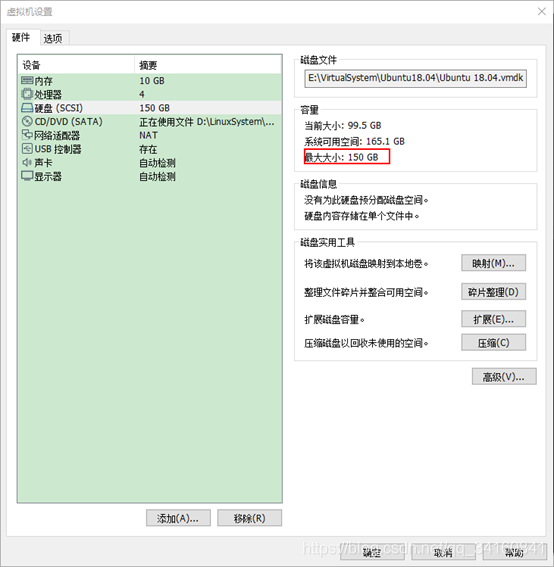 虚拟机设置
硬件 选项
设备 摘要
内存 10 GB
处理器 4
硬盘 (SCSI) 150 GB
CD/DVD (SATA) 正在使用文件 D:\LinuxSystem\...
网络适配器 NAT
USB 控制器 存在
声卡 自动检测
显示器 自动检测
添加(A)... 移除(R)
磁盘文件
E:\VirtualSystem\Ubuntu18.04\Ubuntu 18.04.vmdk
容量
当前大小: 99.5 GB
系统可用空间: 165.1 GB
最大大小: 150 GB
磁盘信息
没有为此硬盘预分配磁盘空间。
硬盘内容存储在单个文件中。
磁盘实用工具
将该虚拟机磁盘映射到本地卷。 映射(M)...
整理文件碎片并整合可用空间。 碎片整理(D)
扩展磁盘容量。 扩展(E)...
压缩磁盘以回收未使用的空间。 压缩(C)
高级(V)...
确定 取消 帮助
https://blog.csdn.net/qq_34160841